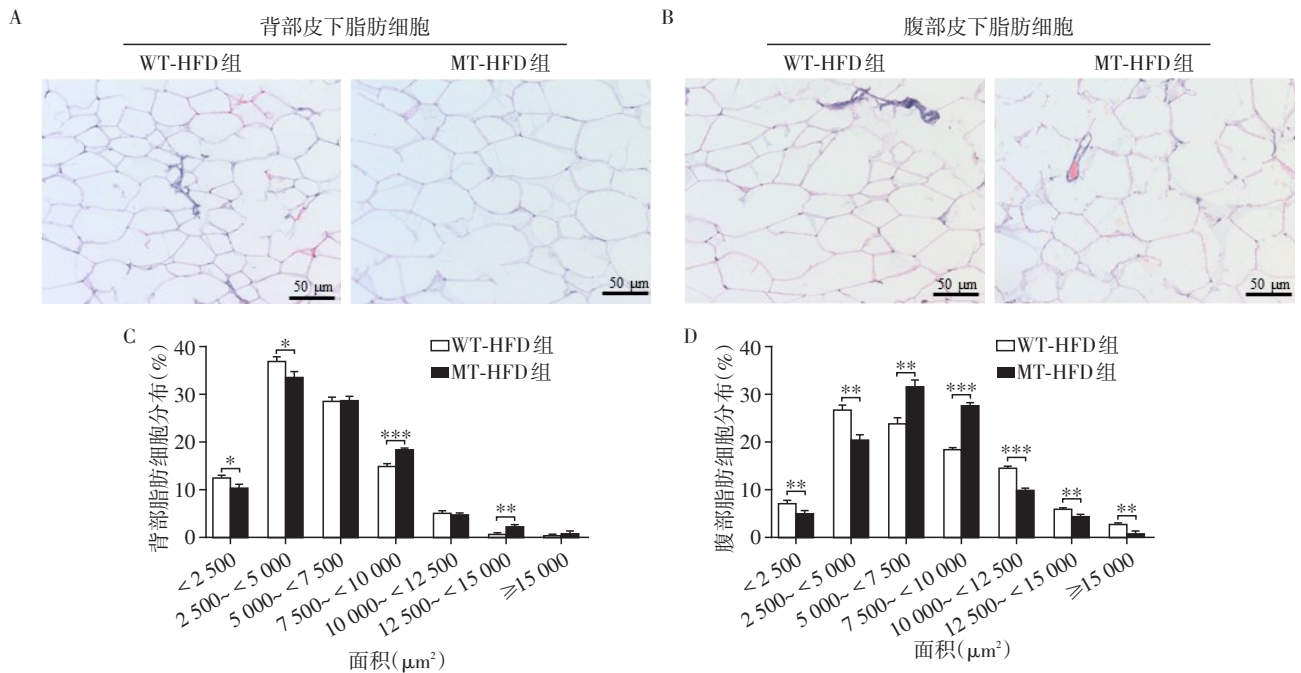 A
背部皮下脂肪细胞
WT-HFD组
MT-HFD组
50 μm
50 μm
B
腹部皮下脂肪细胞
WT-HFD组
MT-HFD组
50 μm
50 μm
C
背部脂肪细胞分布(%)
40
30
20
10
0
WT-HFD组
MT-HFD组
*
*
***
**
<2 500
2 500~<5 000
5 000~<7 500
7 500~<10 000
10 000~<12 500
12 500~<15 000
≥15 000
面积(μm²)
D
腹部脂肪细胞分布(%)
40
30
20
10
0
WT-HFD组
MT-HFD组
**
**
**
***
***
**
**
<2 500
2 500~<5 000
5 000~<7 500
7 500~<10 000
10 000~<12 500
12 500~<15 000
≥15 000
面积(μm²)